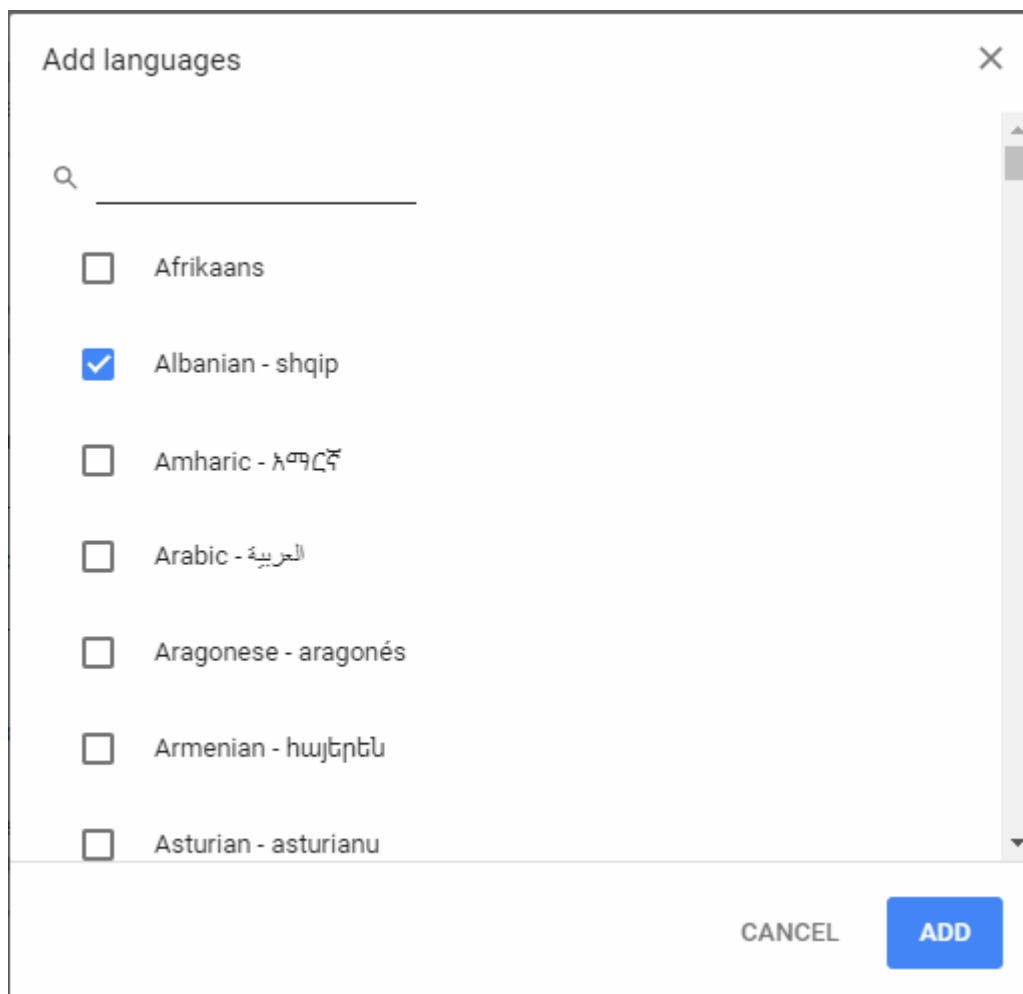 Add languages
Afrikaans
Albanian - shqip
Amharic - አማርኛ
Arabic - العربية
Aragonese - aragonés
Armenian - հայերեն
Asturian - asturianu
CANCEL ADD